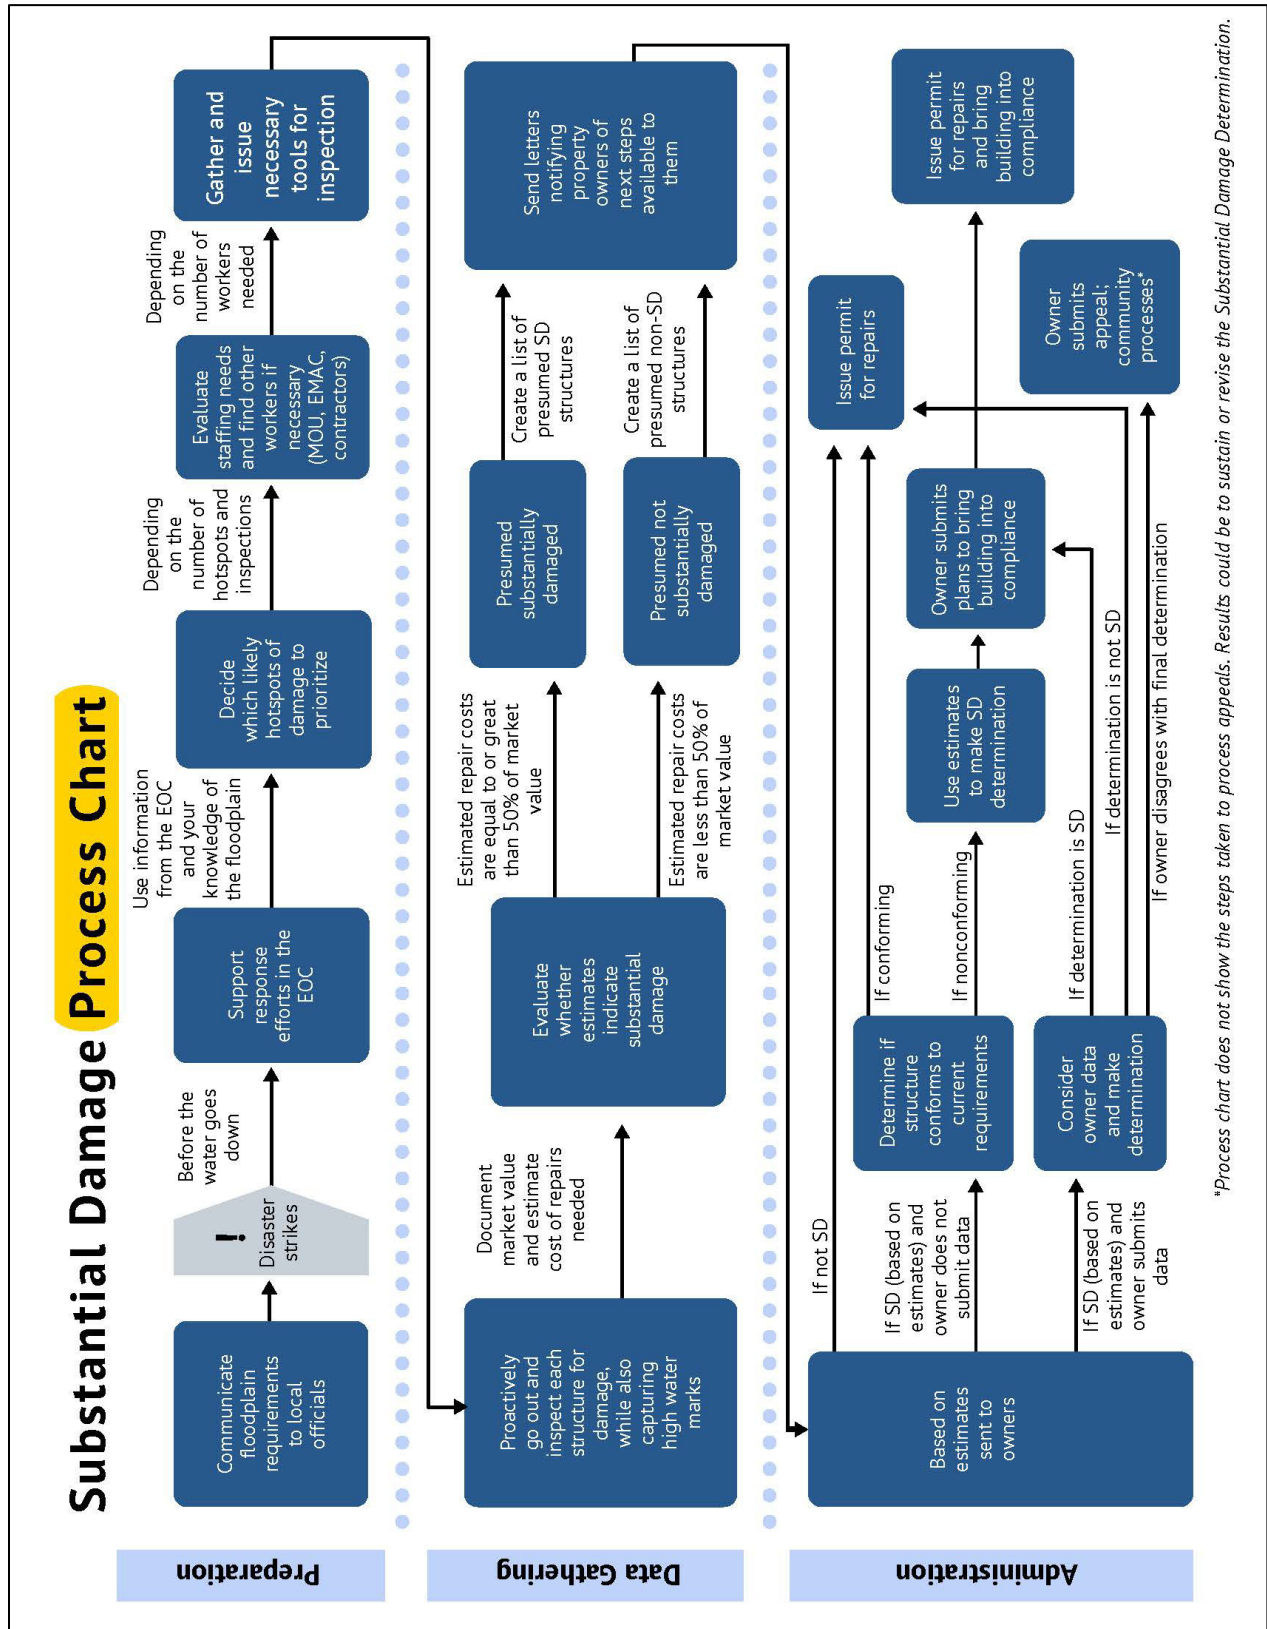 Substantial Damage Process Chart
Preparation
Communicate
floodplain
requirements
to local
officials
!
Disaster
strikes
Before the
water goes
down
Support
response
efforts in the
EOC
Use information
from the EOC
and your
knowledge of
the floodplain
Decide
which likely
hotspots of
damage to
prioritize
Depending
on the
number of
hotspots and
inspections
Evaluate
staffing needs
and find other
workers if
necessary
(MOU, EMAC,
contractors)
Depending
on the
number of
workers
needed
Gather and
issue
necessary
tools for
inspection
Data Gathering
Proactively
go out and
inspect each
structure for
damage,
while also
capturing
high water
marks
Document
market value
and estimate
cost of repairs
needed
Evaluate
whether
estimates
indicate
substantial
damage
Estimated repair costs
are equal to or great
than 50% of market
value
Presumed
substantially
damaged
Create a list of
presumed SD
structures
Estimated repair costs
are less than 50% of
market value
Presumed not
substantially
damaged
Create a list of
presumed non-SD
structures
Send letters
notifying
property
owners of
next steps
available to
them
Administration
Based on
estimates
sent to
owners
If not SD
If SD (based on
estimates) and
owner does not
submit data
If SD (based on
estimates) and
owner submits
data
Determine if
structure
conforms to
current
requirements
If conforming
If nonconforming
Consider
owner data
and make
determination
If determination is SD
If determination is not SD
If owner disagrees with final determination
Use estimates
to make SD
determination
Owner submits
plans to bring
building into
compliance
Issue permit
for repairs
Owner
submits
appeal;
community
processes*
Issue permit
for repairs
and bring
building into
compliance
*Process chart does not show the steps taken to process appeals. Results could be to sustain or revise the Substantial Damage Determination.